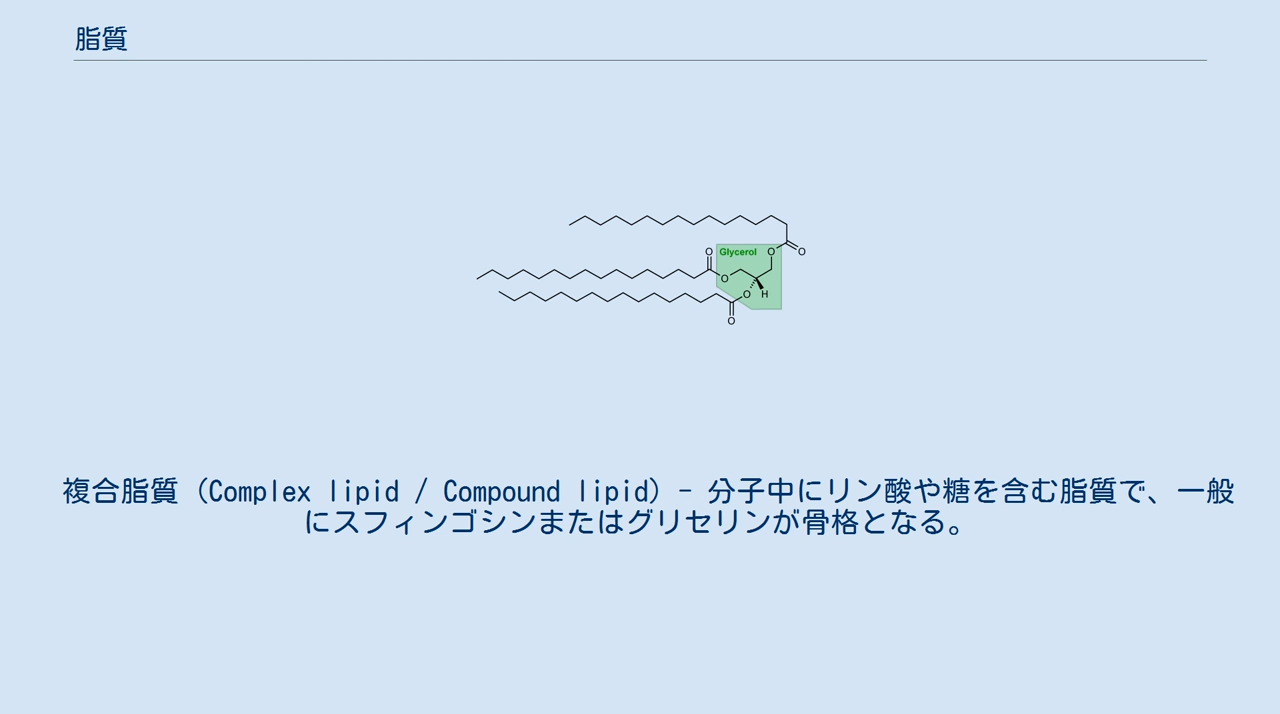 脂質
O
O
Glycerol
O
O
O
H
O
複合脂質（Complex lipid / Compound lipid）- 分子中にリン酸や糖を含む脂質で、一般
にスフィンゴシンまたはグリセリンが骨格となる。